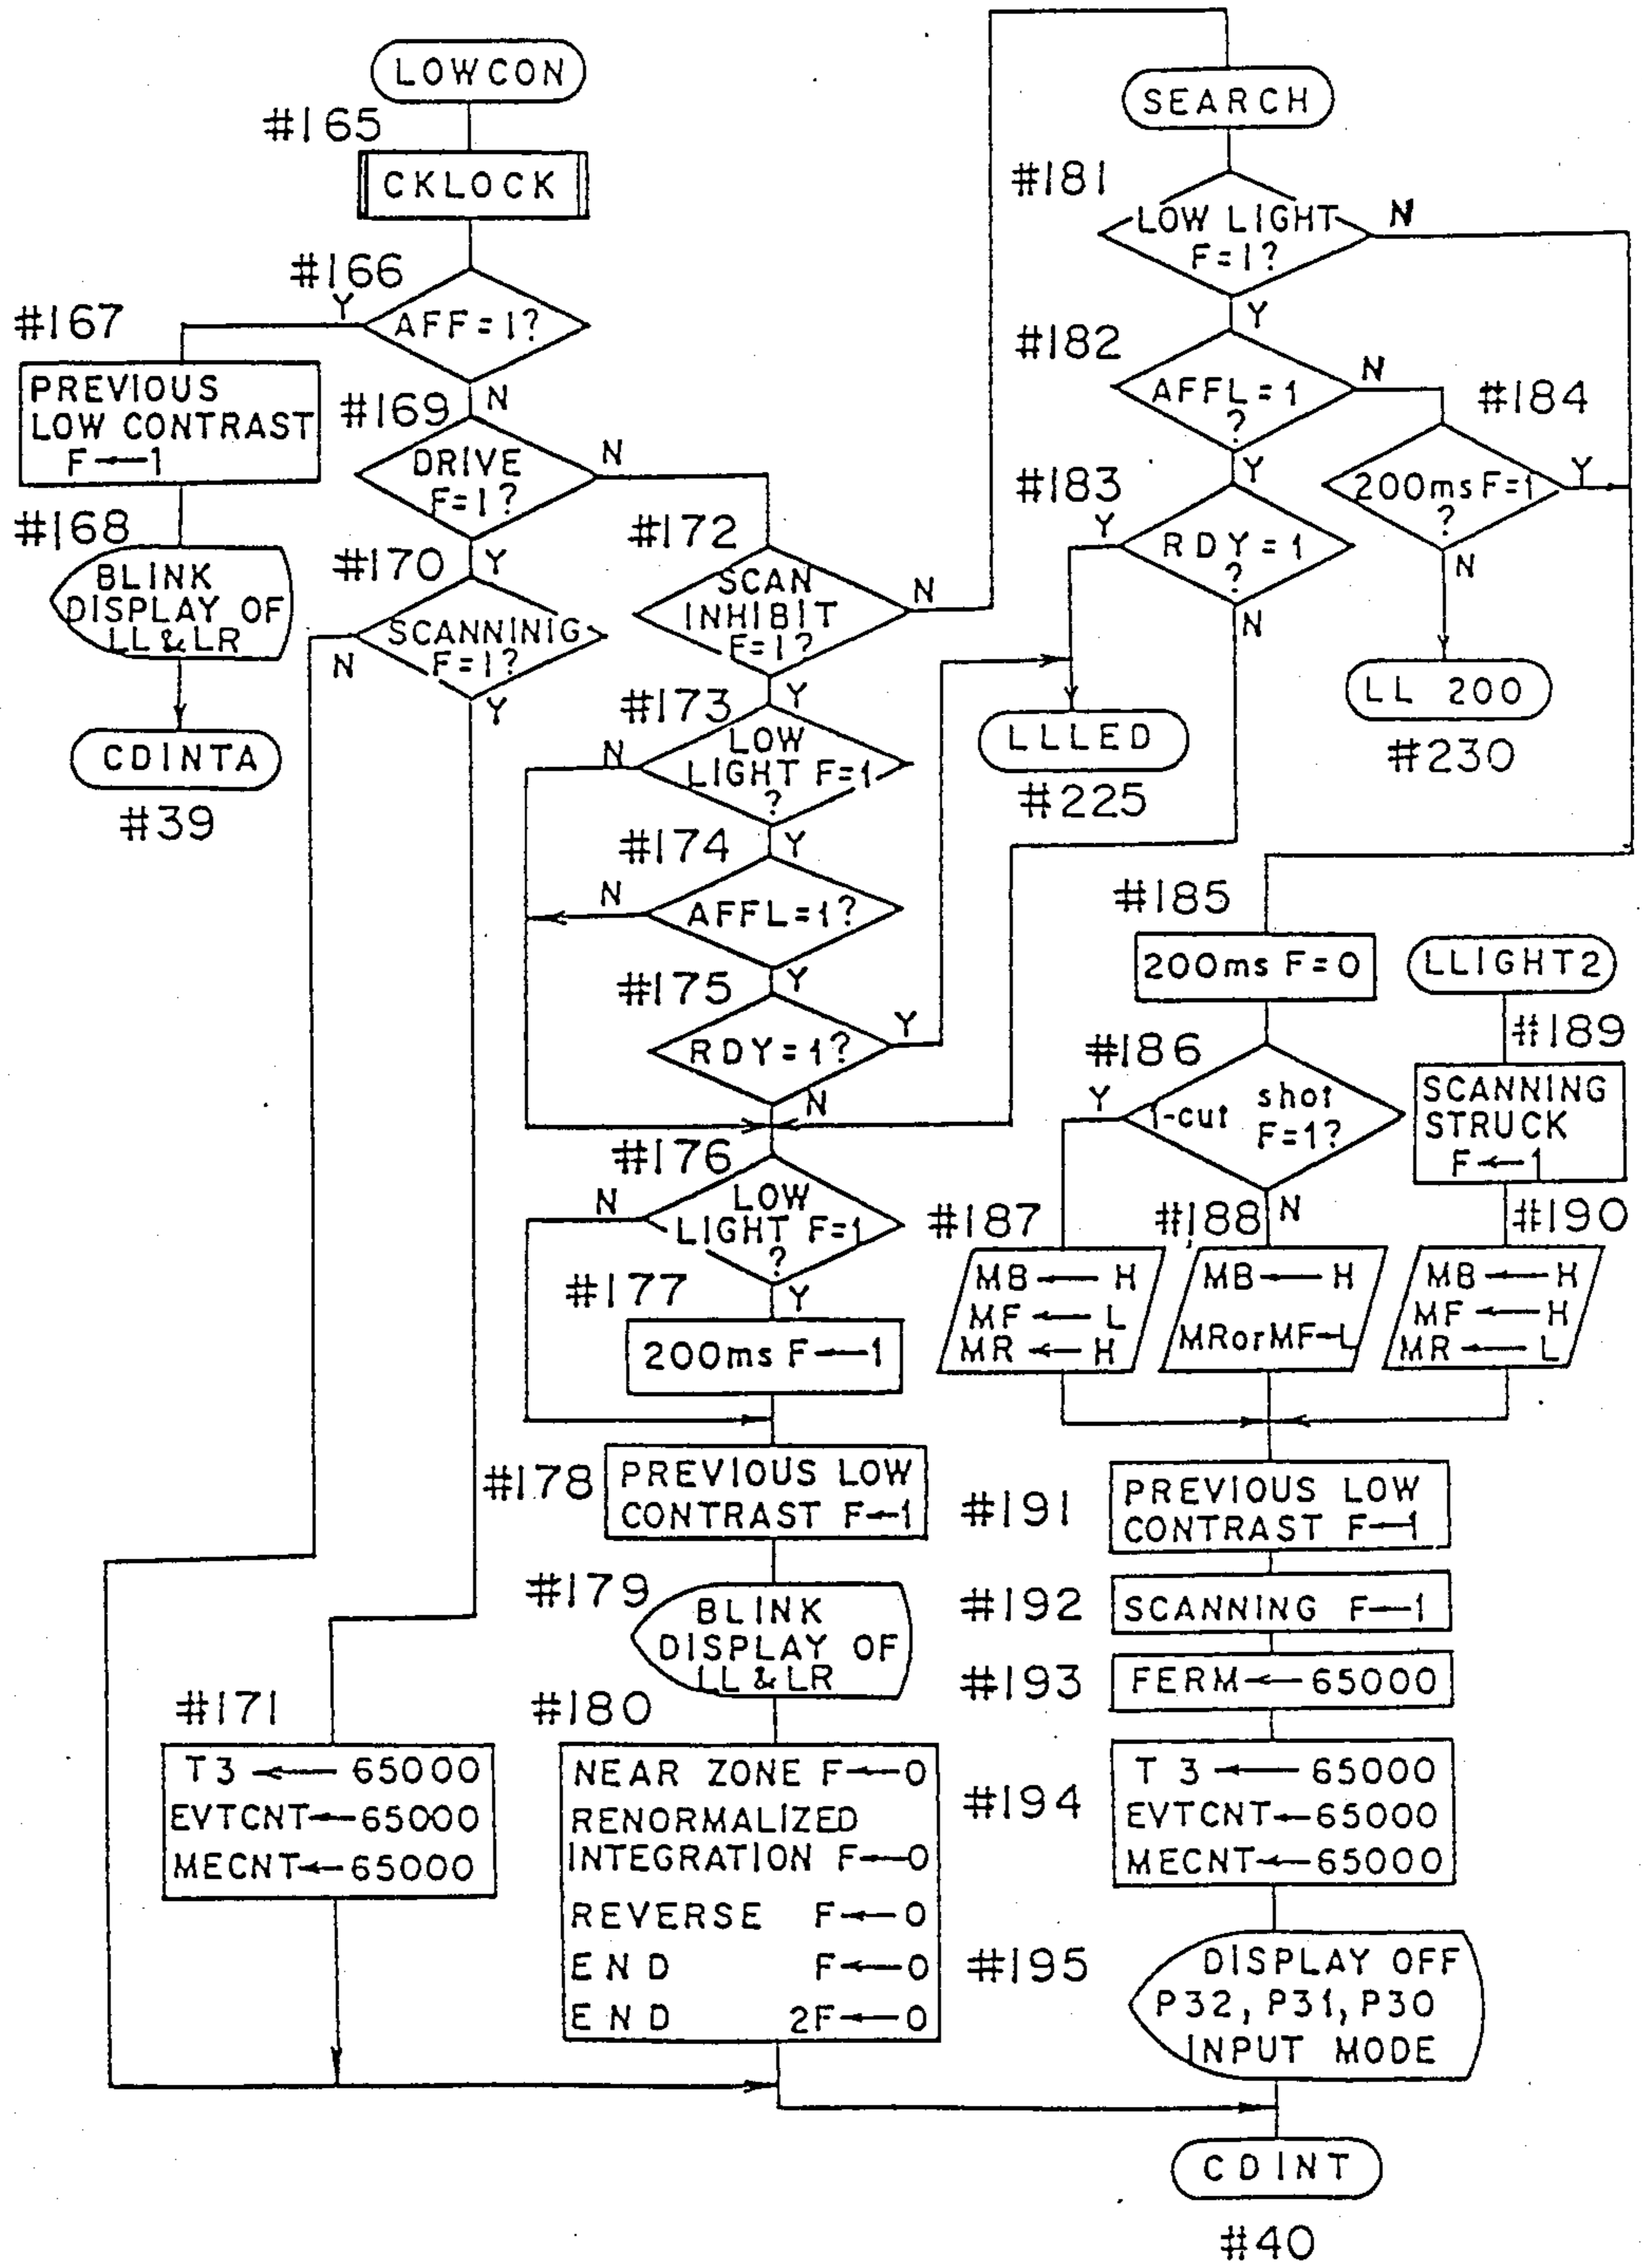 LOWCON
#165
CKLOCK
#166
Y
AFF=1?
N
#167
PREVIOUS
LOW CONTRAST
F←1
#168
BLINK
DISPLAY OF
LL&LR
CDINTA
#39
#169
DRIVE
F=1?
N
Y
#170
SCANNINIG
F=1?
N
Y
#171
T3 ← 65000
EVTCNT←65000
MECNT←65000
#172
SCAN
INHIBIT
F=1?
N
Y
#173
LOW
LIGHT F=1
?
N
Y
#174
AFFL=1?
N
Y
#175
RDY=1?
Y
N
#176
LOW
LIGHT F=1
?
N
Y
#177
200ms F←1
#178
PREVIOUS LOW
CONTRAST F←1
#179
BLINK
DISPLAY OF
LL&LR
#180
NEAR ZONE F←0
RENORMALIZED
INTEGRATION F←0
REVERSE F←0
END F←0
END 2F←0
SEARCH
#181
LOW LIGHT
F=1?
N
Y
#182
AFFL=1
?
N
Y
#183
RDY=1
?
Y
N
#184
200ms F=1
?
Y
N
LLLED
#225
LL 200
#230
#185
200ms F=0
#186
1-cut shot
F=1?
Y
N
#187
MB ← H
MF ← L
MR ← H
#188
MB ← H
MRorMF←L
LLIGHT2
#189
SCANNING
STRUCK
F←1
#190
MB ← H
MF ← H
MR ← L
#191
PREVIOUS LOW
CONTRAST F←1
#192
SCANNING F←1
#193
FERM←65000
#194
T3 ← 65000
EVTCNT←65000
MECNT←65000
#195
DISPLAY OFF
P32, P31, P30
INPUT MODE
CDINT
#40